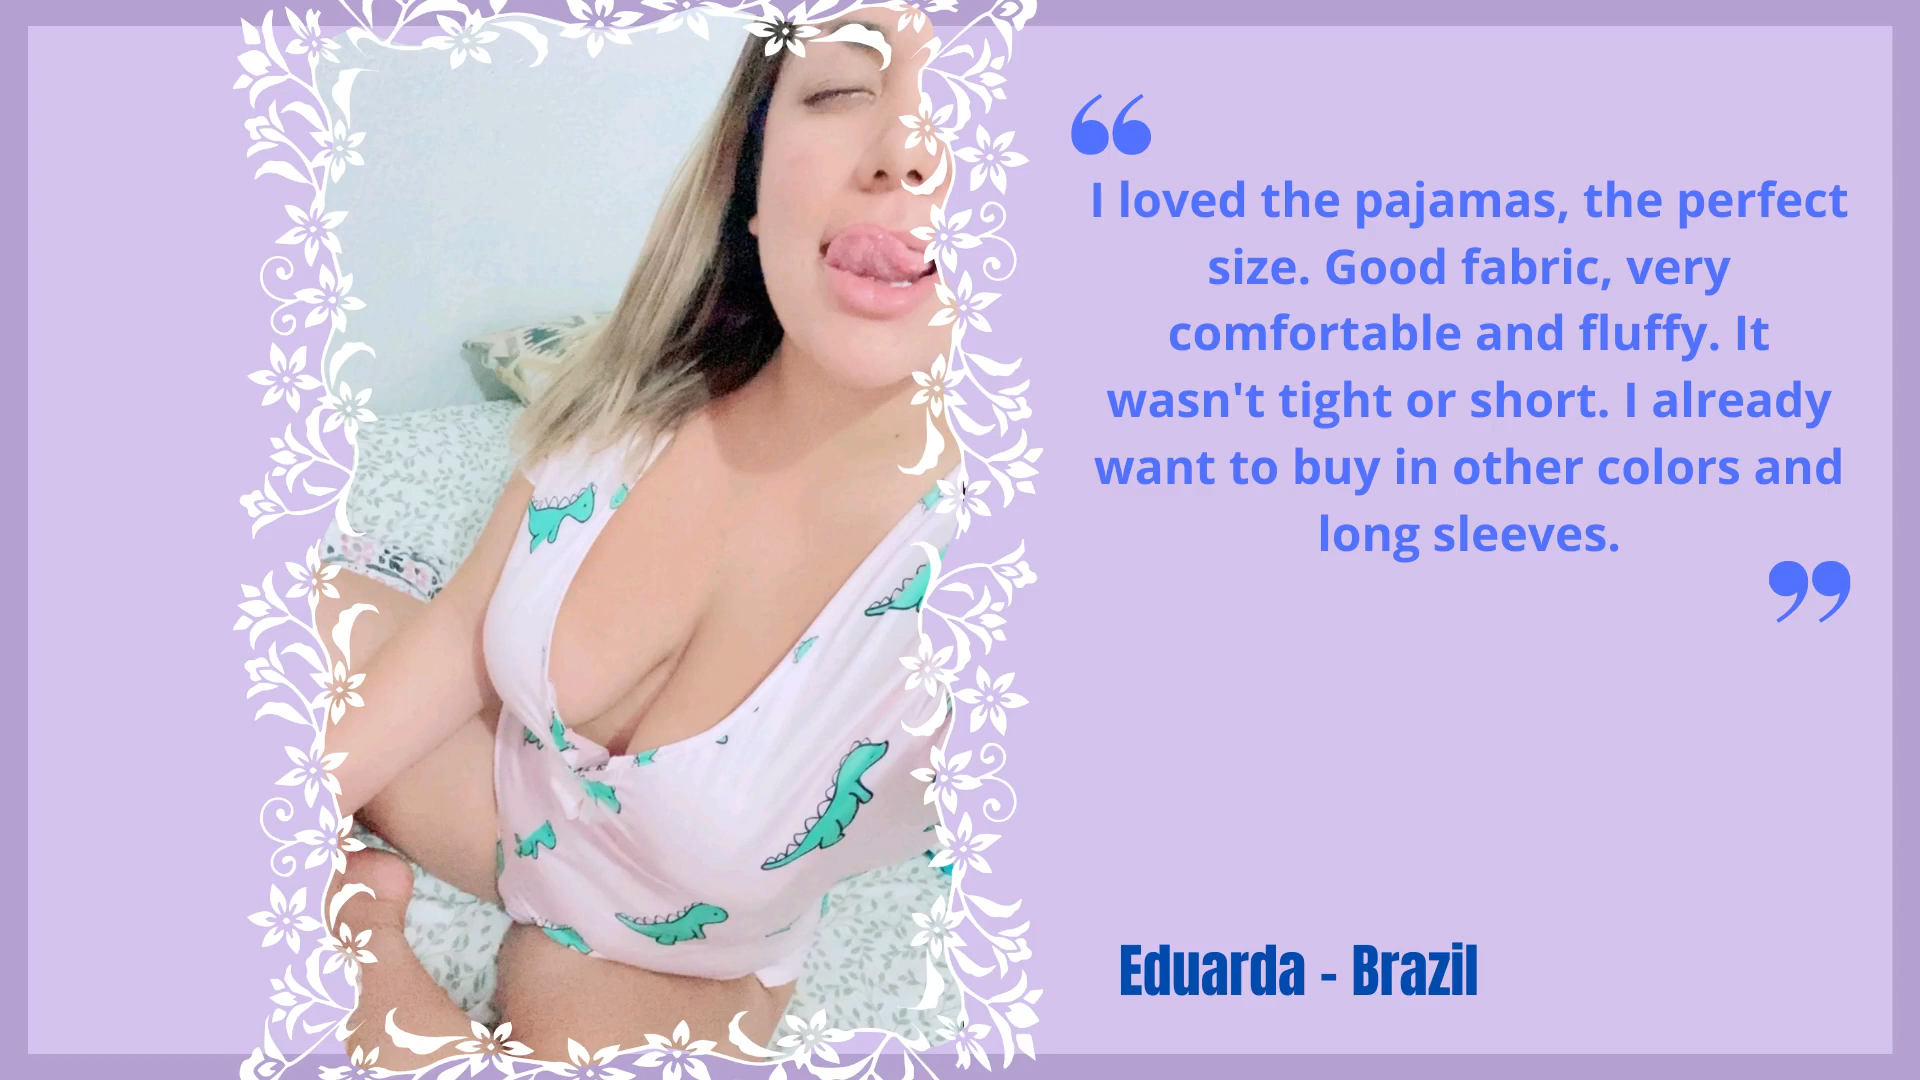 “
I loved the pajamas, the perfect
size. Good fabric, very
comfortable and fluffy. It
wasn't tight or short. I already
want to buy in other colors and
long sleeves.
”
Eduarda - Brazil